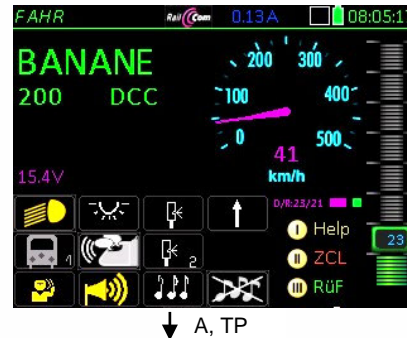 FAHR RailCom 0.13A 08:05:1
BANANE
200 DCC
0 100 200 300 400 500
41
km/h
15.4V
D/R:23/21
I Help
1 2 II ZCL 23
III RüF
A, TP